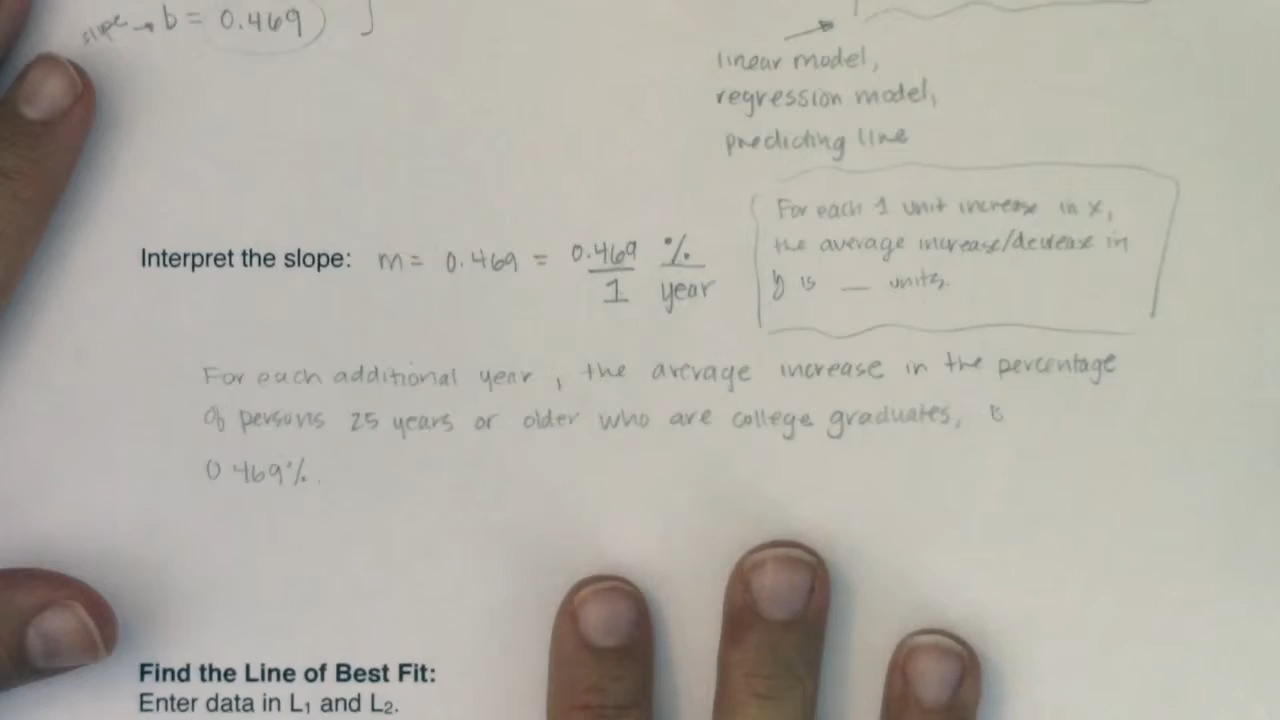 slope → b = 0.469
linear model,
regression model,
predicting line
For each 1 unit increase in x,
the average increase/decrease in
y is __ units.
Interpret the slope: m = 0.469 = 0.469 % / 1 year
For each additional year, the average increase in the percentage
of persons 25 years or older who are college graduates, is
0.469%.
Find the Line of Best Fit:
Enter data in L₁ and L₂.